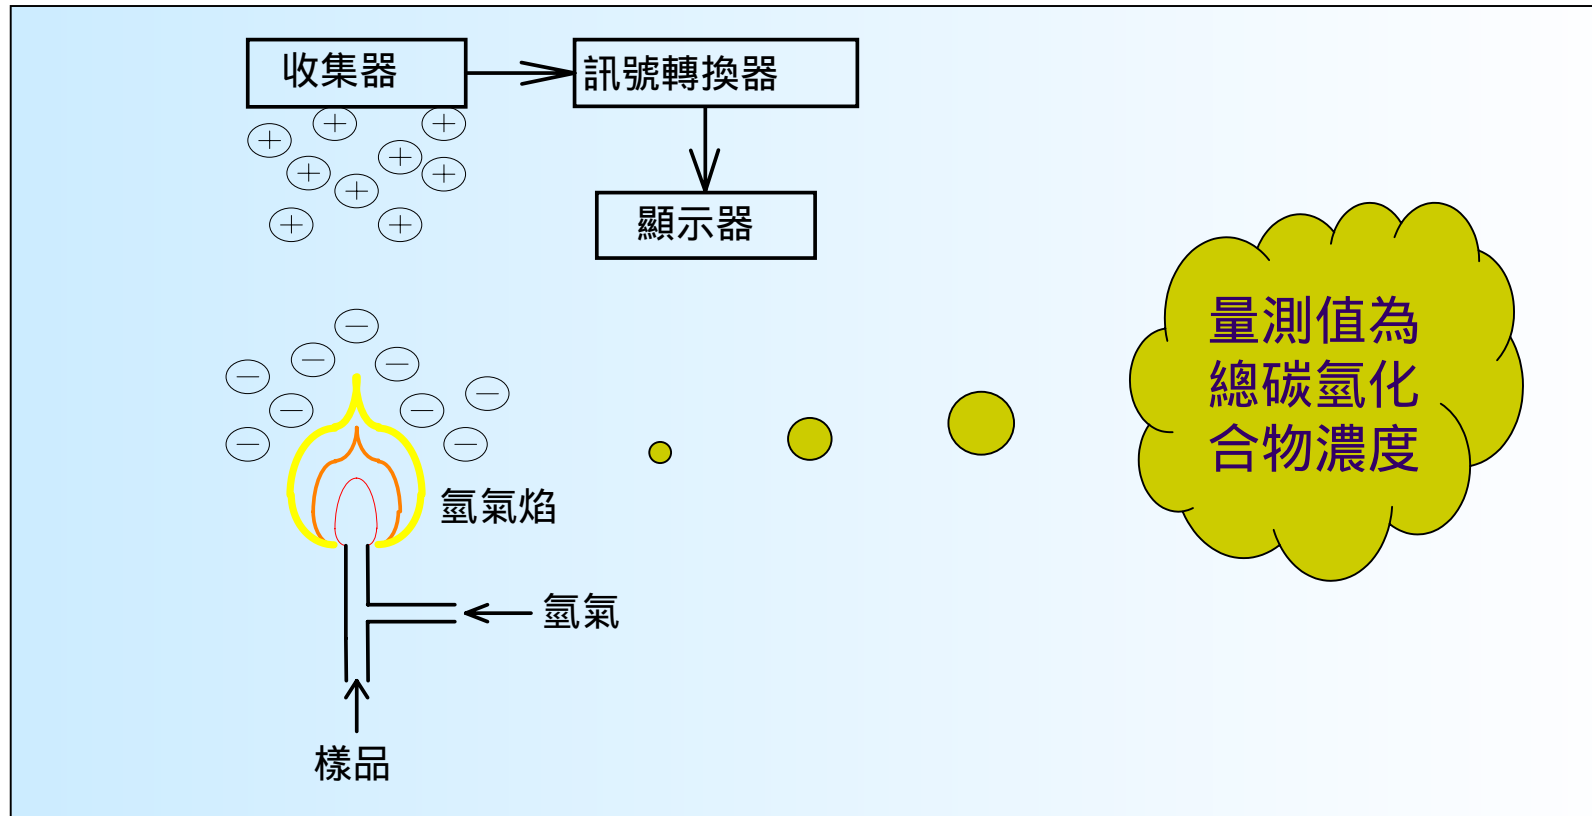 收集器
訊號轉換器
顯示器
量測值為
總碳氫化
合物濃度
氫氣焰
氫氣
樣品